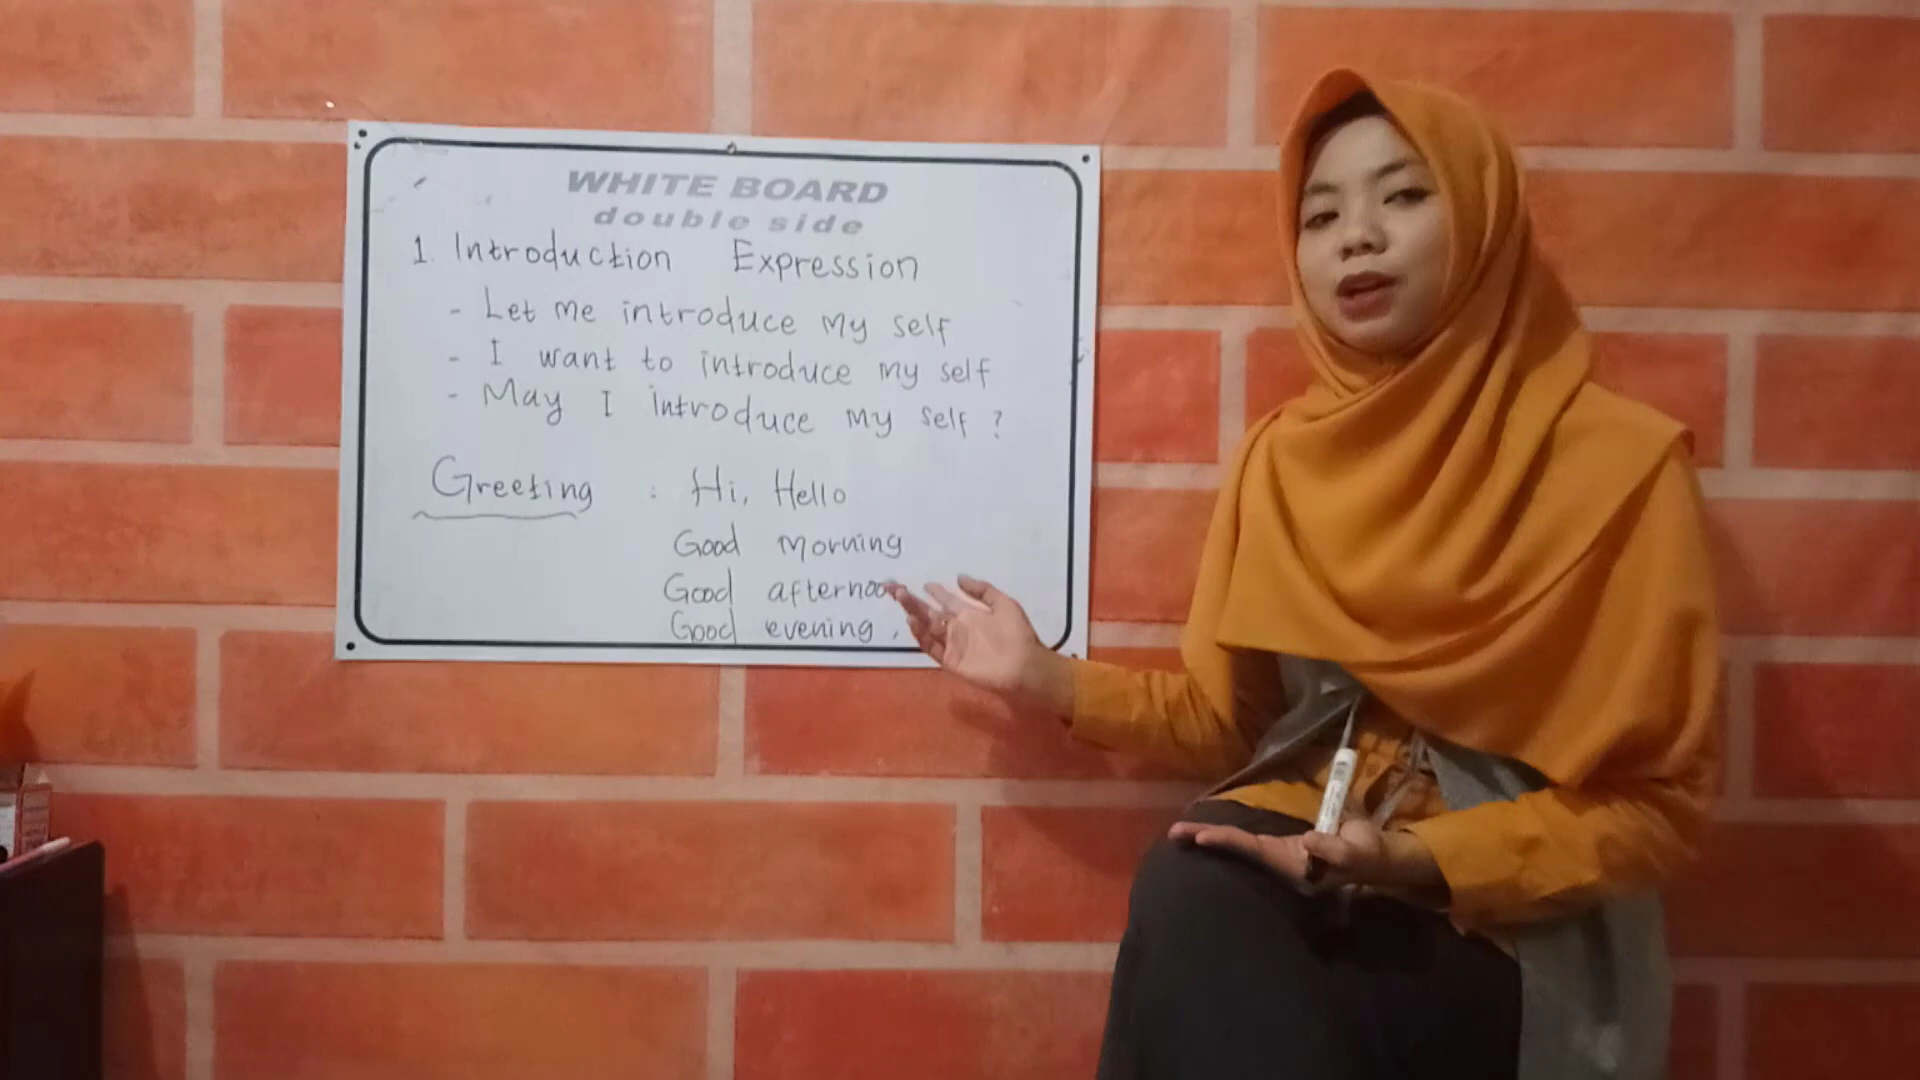 WHITE BOARD
double side
1. Introduction Expression
- Let me introduce my self
- I want to introduce my self
- May I introduce my self ?
Greeting : Hi, Hello
Good Morning
Good afternoon
Good evening,